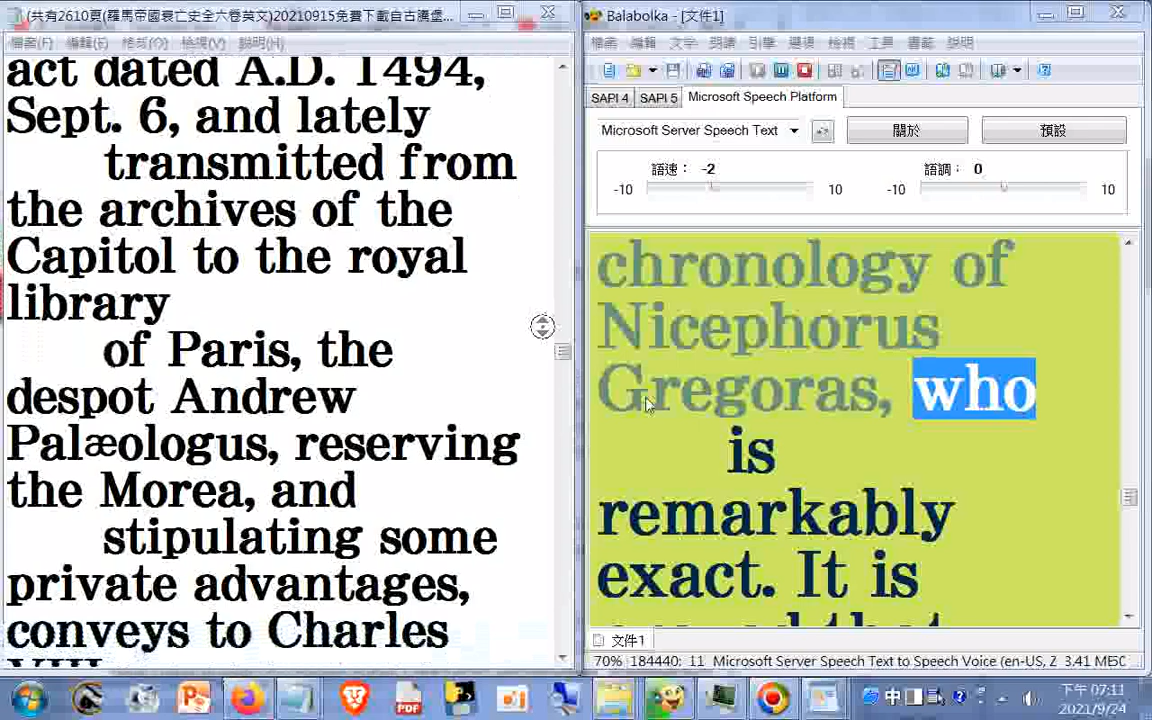 (共有2610頁(羅馬帝國衰亡史全六卷英文)20210915免費下載自古騰堡...
檔案(F) 編輯(E) 格式(O) 檢視(V) 說明(H)
act dated A.D. 1494,
Sept. 6, and lately
transmitted from
the archives of the
Capitol to the royal
library
of Paris, the
despot Andrew
Palæologus, reserving
the Morea, and
stipulating some
private advantages,
conveys to Charles
VIII
Balabolka - [文件1]
檔案 編輯 文字 朗讀 引擎 選項 檢視 工具 書籤 說明
SAPI 4 SAPI 5 Microsoft Speech Platform
Microsoft Server Speech Text 關於 預設
語速: -2 語調: 0
-10 10 -10 10
chronology of
Nicephorus
Gregoras, who
is
remarkably
exact. It is
that
文件1
70% 184440: 11 Microsoft Server Speech Text to Speech Voice (en-US, Z 3.41 МБ
PDF
中
下午 07:11
2021/9/24